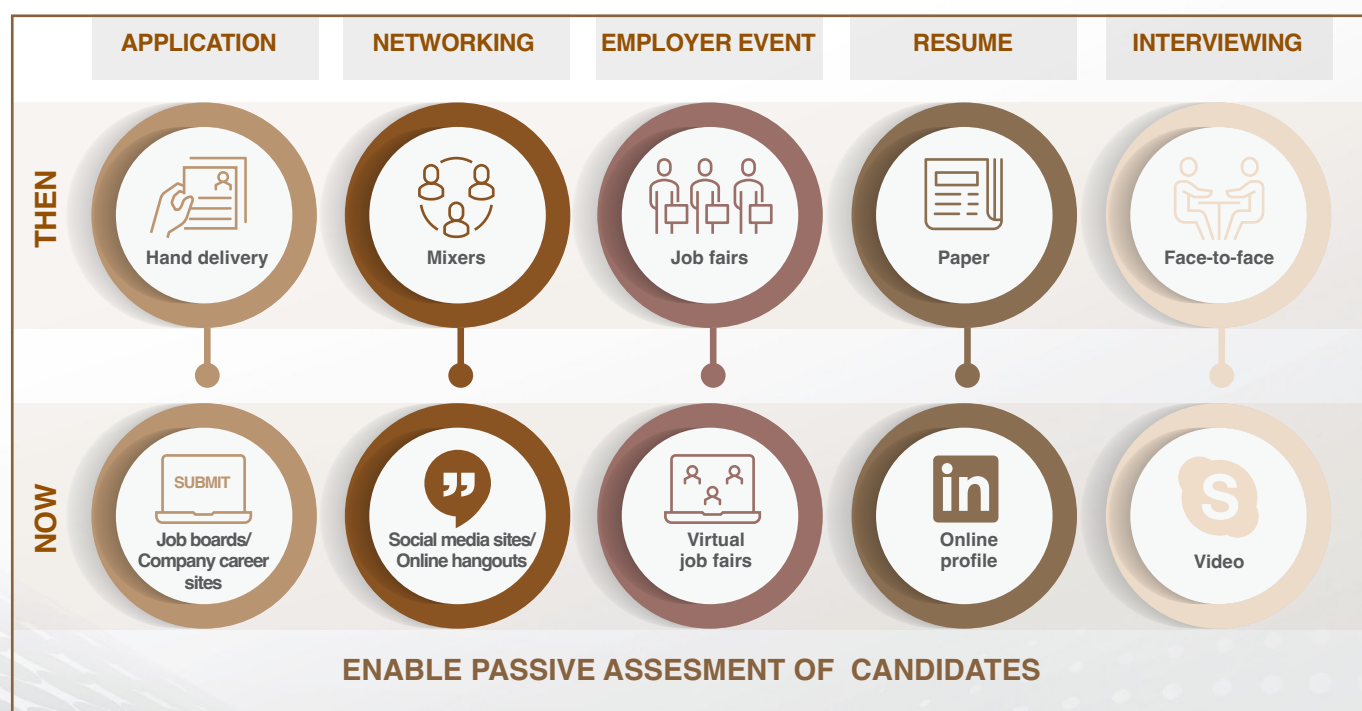 APPLICATION
NETWORKING
EMPLOYER EVENT
RESUME
INTERVIEWING
THEN
Hand delivery
Mixers
Job fairs
Paper
Face-to-face
NOW
SUBMIT
Job boards/
Company career
sites
Social media sites/
Online hangouts
Virtual
job fairs
in
Online
profile
S
Video
ENABLE PASSIVE ASSESMENT OF CANDIDATES